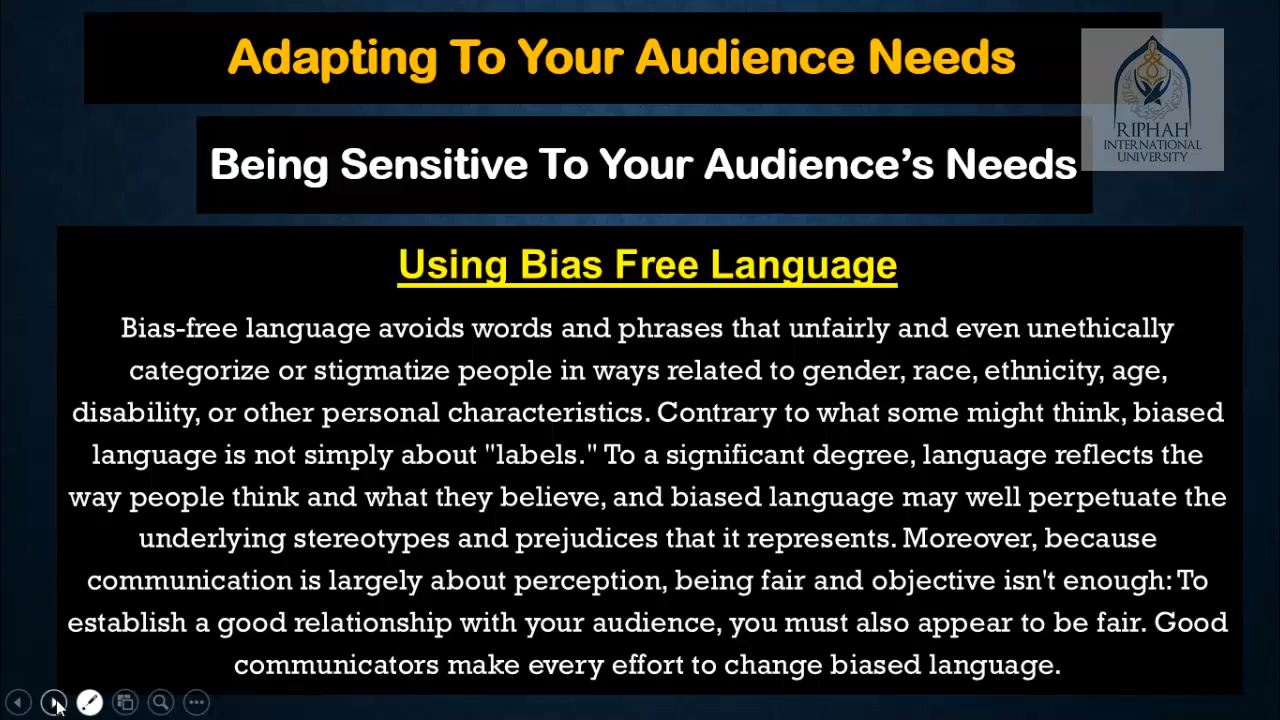 Adapting To Your Audience Needs
RIPHAH
INTERNATIONAL
UNIVERSITY
Being Sensitive To Your Audience’s Needs
Using Bias Free Language
Bias-free language avoids words and phrases that unfairly and even unethically
categorize or stigmatize people in ways related to gender, race, ethnicity, age,
disability, or other personal characteristics. Contrary to what some might think, biased
language is not simply about "labels." To a significant degree, language reflects the
way people think and what they believe, and biased language may well perpetuate the
underlying stereotypes and prejudices that it represents. Moreover, because
communication is largely about perception, being fair and objective isn't enough: To
establish a good relationship with your audience, you must also appear to be fair. Good
communicators make every effort to change biased language.